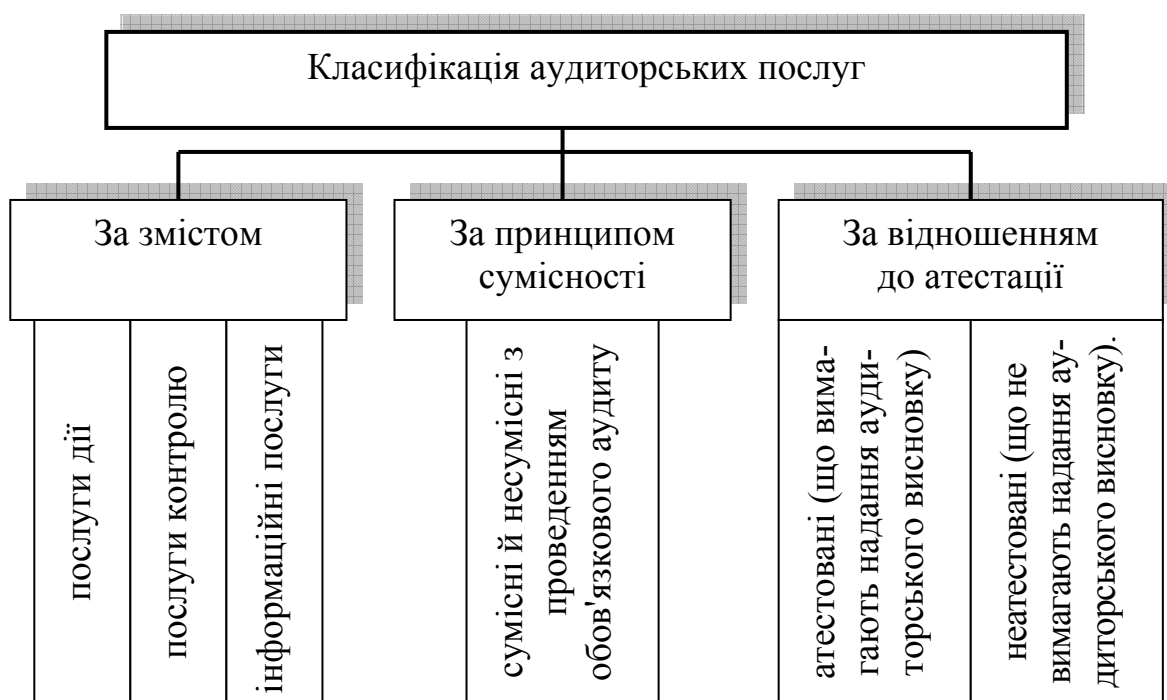 Класифікація аудиторських послуг
За змістом
За принципом
сумісності
За відношенням
до атестації
послуги дії
послуги контролю
інформаційні послуги
сумісні й несумісні з
проведенням
обов'язкового аудиту
атестовані (що вима-
гають надання ауди-
торського висновку)
неатестовані (що не
вимагають надання ау-
диторського висновку).